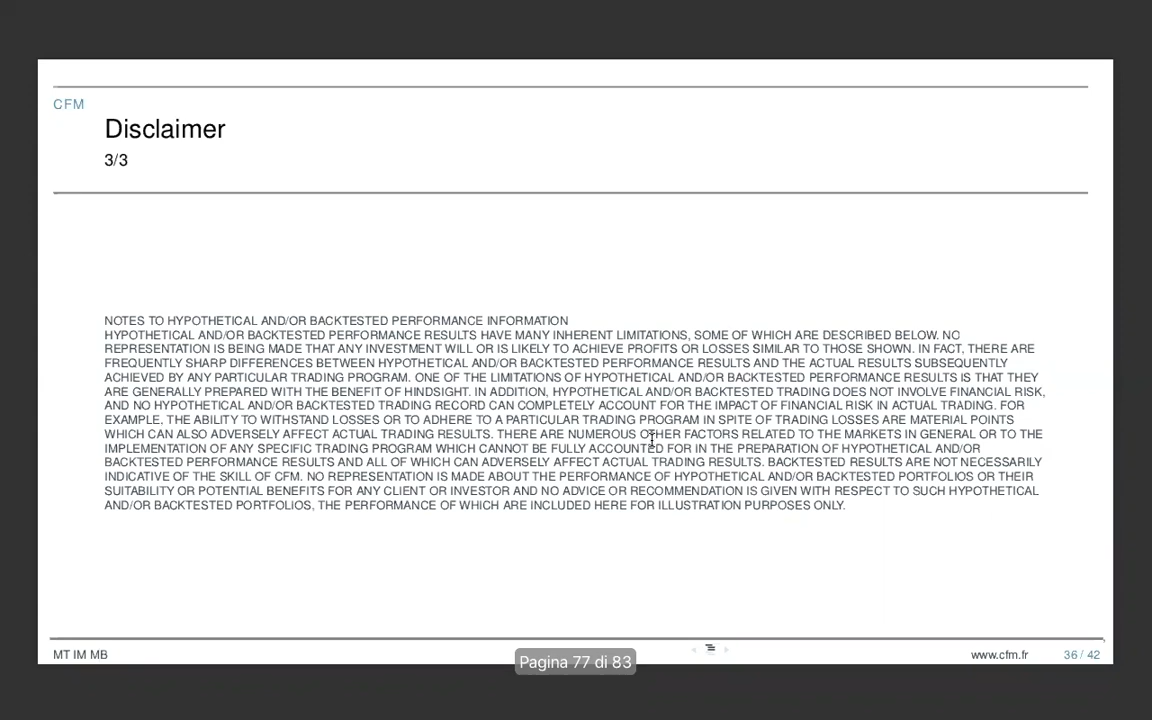 CFM
Disclaimer
3/3
NOTES TO HYPOTHETICAL AND/OR BACKTESTED PERFORMANCE INFORMATION
HYPOTHETICAL AND/OR BACKTESTED PERFORMANCE RESULTS HAVE MANY INHERENT LIMITATIONS, SOME OF WHICH ARE DESCRIBED BELOW. NO
REPRESENTATION IS BEING MADE THAT ANY INVESTMENT WILL OR IS LIKELY TO ACHIEVE PROFITS OR LOSSES SIMILAR TO THOSE SHOWN. IN FACT, THERE ARE
FREQUENTLY SHARP DIFFERENCES BETWEEN HYPOTHETICAL AND/OR BACKTESTED PERFORMANCE RESULTS AND THE ACTUAL RESULTS SUBSEQUENTLY
ACHIEVED BY ANY PARTICULAR TRADING PROGRAM. ONE OF THE LIMITATIONS OF HYPOTHETICAL AND/OR BACKTESTED PERFORMANCE RESULTS IS THAT THEY
ARE GENERALLY PREPARED WITH THE BENEFIT OF HINDSIGHT. IN ADDITION, HYPOTHETICAL AND/OR BACKTESTED TRADING DOES NOT INVOLVE FINANCIAL RISK,
AND NO HYPOTHETICAL AND/OR BACKTESTED TRADING RECORD CAN COMPLETELY ACCOUNT FOR THE IMPACT OF FINANCIAL RISK IN ACTUAL TRADING. FOR
EXAMPLE, THE ABILITY TO WITHSTAND LOSSES OR TO ADHERE TO A PARTICULAR TRADING PROGRAM IN SPITE OF TRADING LOSSES ARE MATERIAL POINTS
WHICH CAN ALSO ADVERSELY AFFECT ACTUAL TRADING RESULTS. THERE ARE NUMEROUS OTHER FACTORS RELATED TO THE MARKETS IN GENERAL OR TO THE
IMPLEMENTATION OF ANY SPECIFIC TRADING PROGRAM WHICH CANNOT BE FULLY ACCOUNTED FOR IN THE PREPARATION OF HYPOTHETICAL AND/OR
BACKTESTED PERFORMANCE RESULTS AND ALL OF WHICH CAN ADVERSELY AFFECT ACTUAL TRADING RESULTS. BACKTESTED RESULTS ARE NOT NECESSARILY
INDICATIVE OF THE SKILL OF CFM. NO REPRESENTATION IS MADE ABOUT THE PERFORMANCE OF HYPOTHETICAL AND/OR BACKTESTED PORTFOLIOS OR THEIR
SUITABILITY OR POTENTIAL BENEFITS FOR ANY CLIENT OR INVESTOR AND NO ADVICE OR RECOMMENDATION IS GIVEN WITH RESPECT TO SUCH HYPOTHETICAL
AND/OR BACKTESTED PORTFOLIOS, THE PERFORMANCE OF WHICH ARE INCLUDED HERE FOR ILLUSTRATION PURPOSES ONLY.
MT IM MB
www.cfm.fr
36 / 42
Pagina 77 di 83